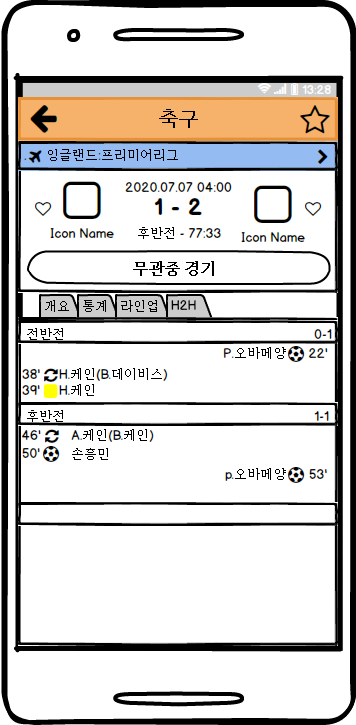 13:28
축구
잉글랜드:프리미어리그
2020.07.07 04:00
1 - 2
Icon Name
후반전 - 77:33
Icon Name
무관중 경기
개요 통계 라인업 H2H
전반전 0-1
P.오바메양 22'
38' H.케인(B.데이비스)
39' H.케인
후반전 1-1
46' A.케인(B.케인)
50' 손흥민
p.오바메양 53'